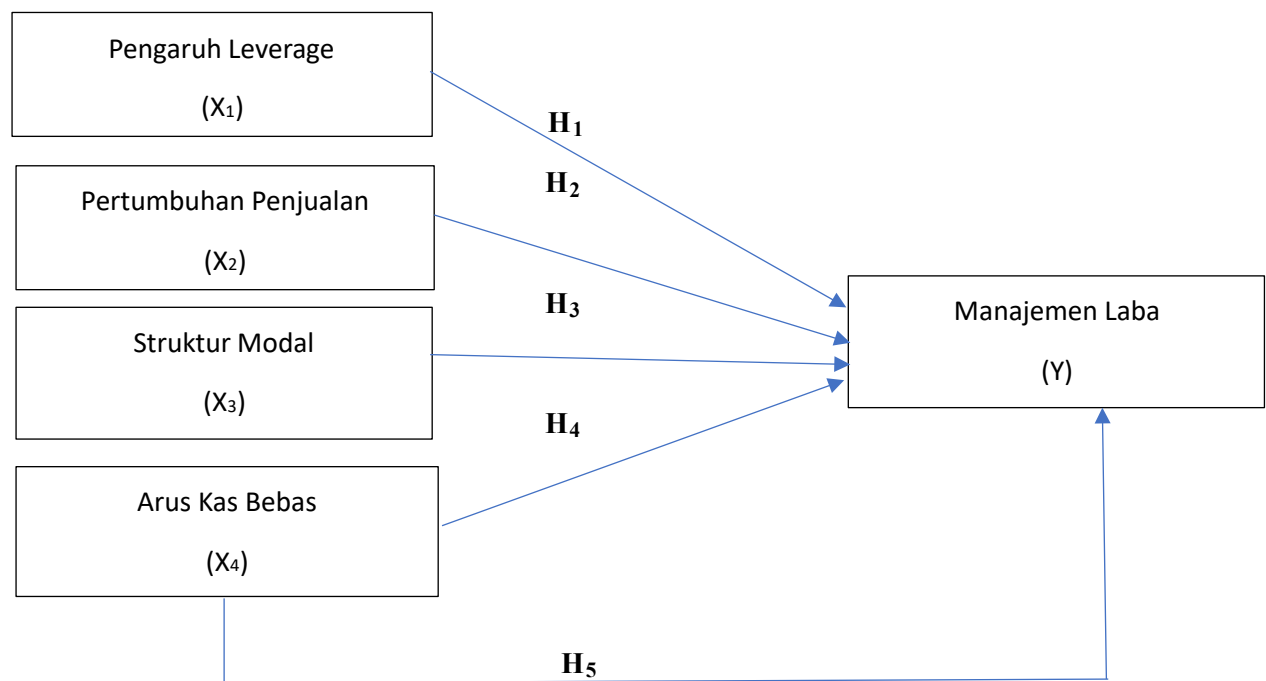 Pengaruh Leverage
(X₁)
H₁
Pertumbuhan Penjualan
(X₂)
H₂
Struktur Modal
(X₃)
H₃
Manajemen Laba
(Y)
Arus Kas Bebas
(X₄)
H₄
H₅